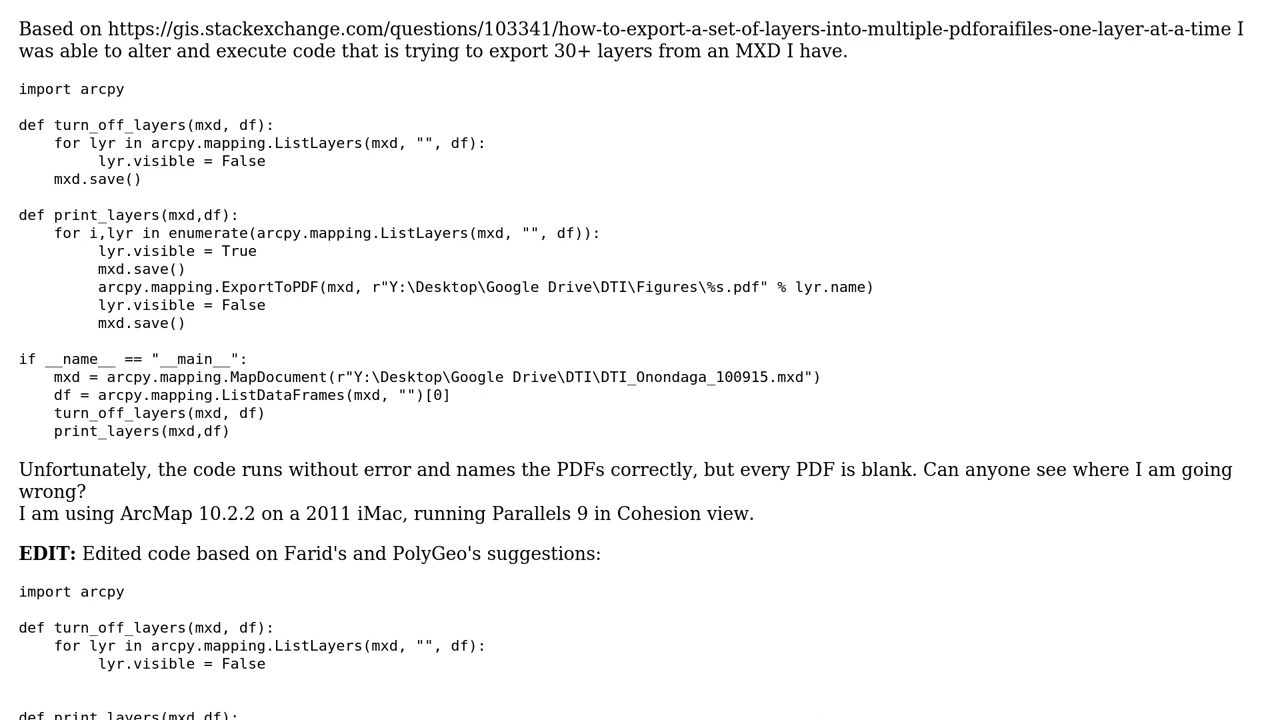 Based on https://gis.stackexchange.com/questions/103341/how-to-export-a-set-of-layers-into-multiple-pdforaifiles-one-layer-at-a-time I
was able to alter and execute code that is trying to export 30+ layers from an MXD I have.
import arcpy
def turn_off_layers(mxd, df):
    for lyr in arcpy.mapping.ListLayers(mxd, "", df):
         lyr.visible = False
    mxd.save()
def print_layers(mxd,df):
    for i,lyr in enumerate(arcpy.mapping.ListLayers(mxd, "", df)):
         lyr.visible = True
         mxd.save()
         arcpy.mapping.ExportToPDF(mxd, r"Y:\Desktop\Google Drive\DTI\Figures\%s.pdf" % lyr.name)
         lyr.visible = False
         mxd.save()
if __name__ == "__main__":
    mxd = arcpy.mapping.MapDocument(r"Y:\Desktop\Google Drive\DTI\DTI_Onondaga_100915.mxd")
    df = arcpy.mapping.ListDataFrames(mxd, "")[0]
    turn_off_layers(mxd, df)
    print_layers(mxd,df)
Unfortunately, the code runs without error and names the PDFs correctly, but every PDF is blank. Can anyone see where I am going
wrong?
I am using ArcMap 10.2.2 on a 2011 iMac, running Parallels 9 in Cohesion view.
EDIT: Edited code based on Farid's and PolyGeo's suggestions:
import arcpy
def turn_off_layers(mxd, df):
    for lyr in arcpy.mapping.ListLayers(mxd, "", df):
         lyr.visible = False
def print_layers(mxd,df):